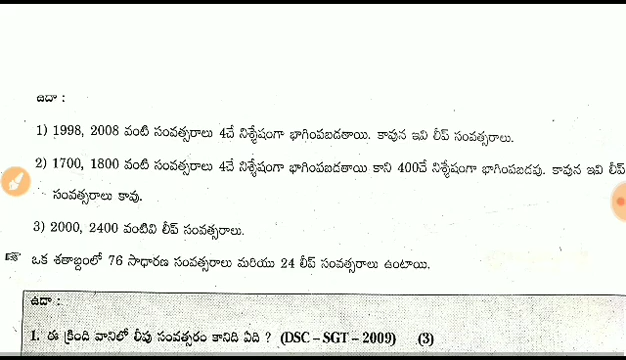 ఉదా :
1) 1998, 2008 వంటి సంవత్సరాలు 4చే నిశ్శేషంగా భాగింపబడతాయి. కావున ఇవి లీప్ సంవత్సరాలు.
2) 1700, 1800 వంటి సంవత్సరాలు 4చే నిశ్శేషంగా భాగింపబడతాయి కాని 400చే నిశ్శేషంగా భాగింపబడవు. కావున ఇవి లీప్
సంవత్సరాలు కావు.
3) 2000, 2400 వంటివి లీప్ సంవత్సరాలు.
ఒక శతాబ్దంలో 76 సాధారణ సంవత్సరాలు మరియు 24 లీప్ సంవత్సరాలు ఉంటాయి.
ఉదా :
1. ఈ క్రింది వానిలో లీపు సంవత్సరం కానిది ఏది ? (DSC – SGT – 2009) (3)